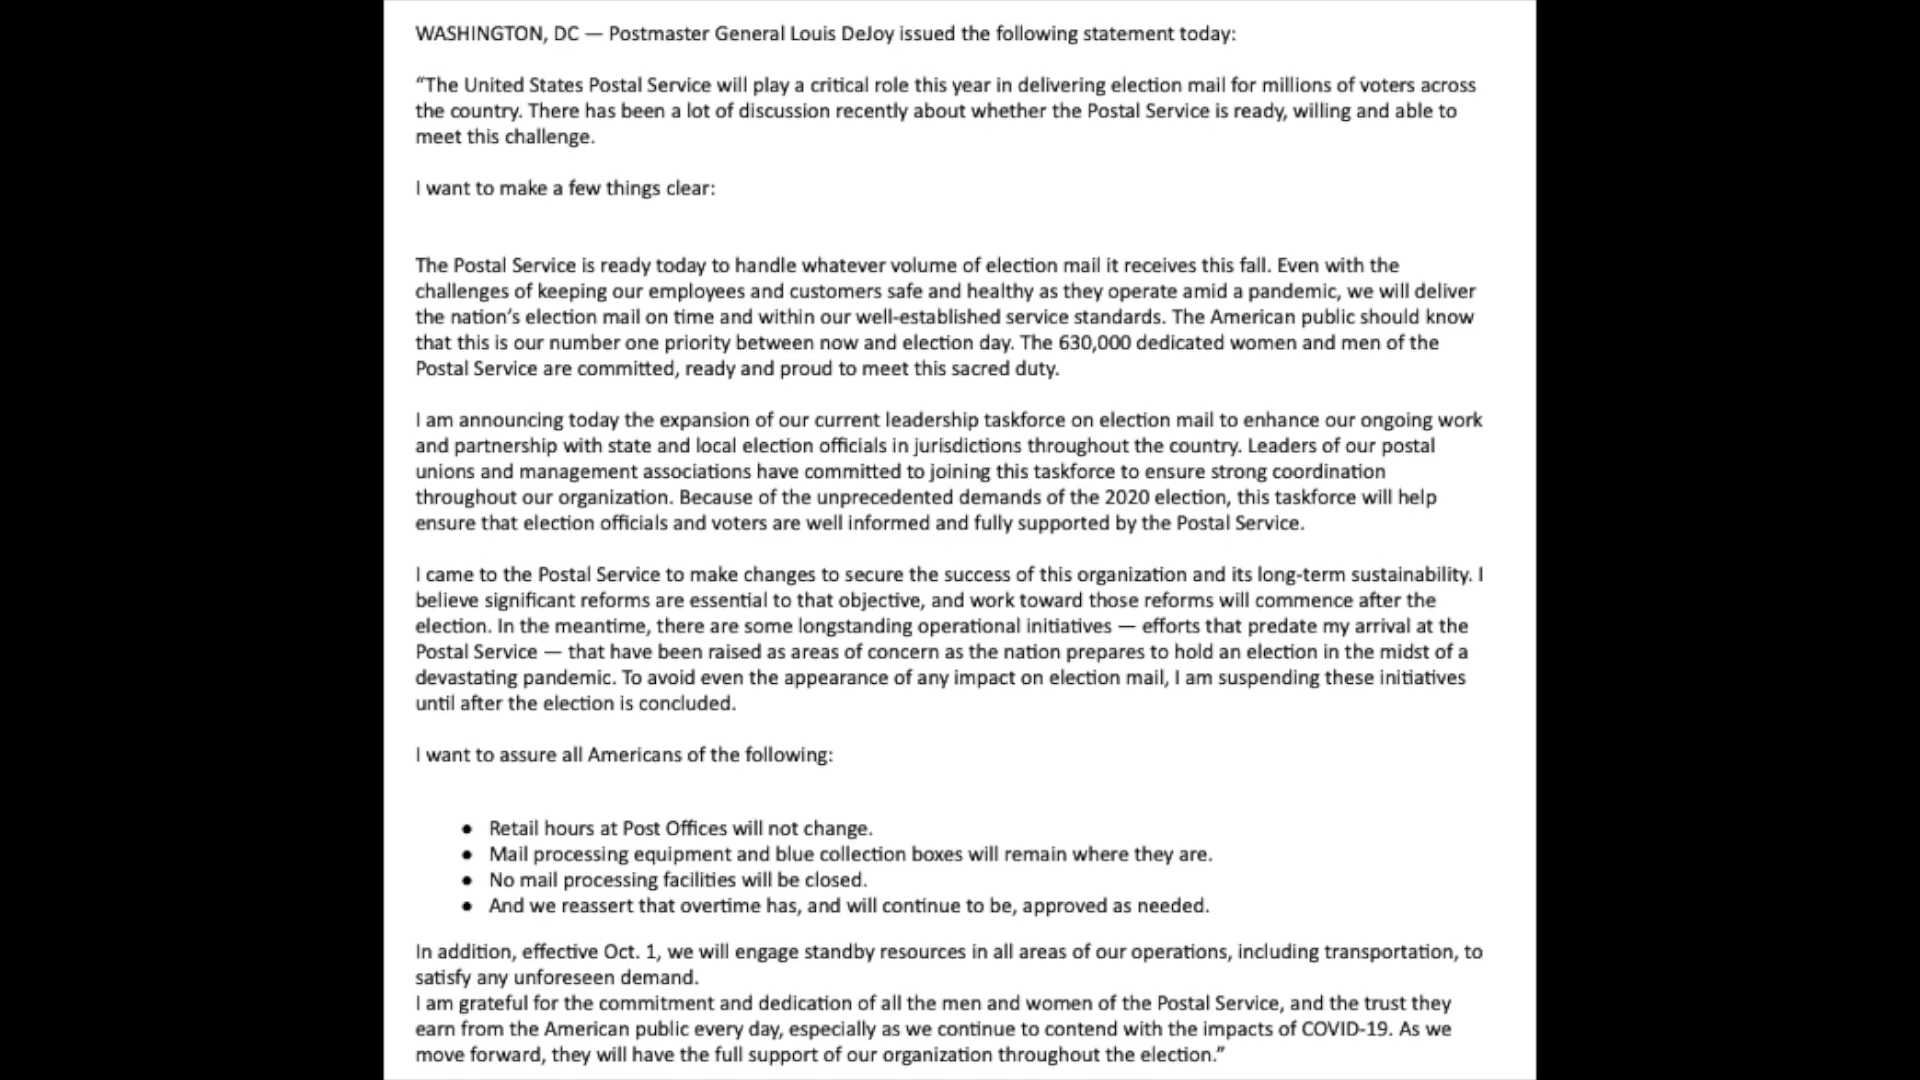 WASHINGTON, DC — Postmaster General Louis DeJoy issued the following statement today:
“The United States Postal Service will play a critical role this year in delivering election mail for millions of voters across
the country. There has been a lot of discussion recently about whether the Postal Service is ready, willing and able to
meet this challenge.
I want to make a few things clear:
The Postal Service is ready today to handle whatever volume of election mail it receives this fall. Even with the
challenges of keeping our employees and customers safe and healthy as they operate amid a pandemic, we will deliver
the nation’s election mail on time and within our well-established service standards. The American public should know
that this is our number one priority between now and election day. The 630,000 dedicated women and men of the
Postal Service are committed, ready and proud to meet this sacred duty.
I am announcing today the expansion of our current leadership taskforce on election mail to enhance our ongoing work
and partnership with state and local election officials in jurisdictions throughout the country. Leaders of our postal
unions and management associations have committed to joining this taskforce to ensure strong coordination
throughout our organization. Because of the unprecedented demands of the 2020 election, this taskforce will help
ensure that election officials and voters are well informed and fully supported by the Postal Service.
I came to the Postal Service to make changes to secure the success of this organization and its long-term sustainability. I
believe significant reforms are essential to that objective, and work toward those reforms will commence after the
election. In the meantime, there are some longstanding operational initiatives — efforts that predate my arrival at the
Postal Service — that have been raised as areas of concern as the nation prepares to hold an election in the midst of a
devastating pandemic. To avoid even the appearance of any impact on election mail, I am suspending these initiatives
until after the election is concluded.
I want to assure all Americans of the following:
● Retail hours at Post Offices will not change.
● Mail processing equipment and blue collection boxes will remain where they are.
● No mail processing facilities will be closed.
● And we reassert that overtime has, and will continue to be, approved as needed.
In addition, effective Oct. 1, we will engage standby resources in all areas of our operations, including transportation, to
satisfy any unforeseen demand.
I am grateful for the commitment and dedication of all the men and women of the Postal Service, and the trust they
earn from the American public every day, especially as we continue to contend with the impacts of COVID-19. As we
move forward, they will have the full support of our organization throughout the election.”